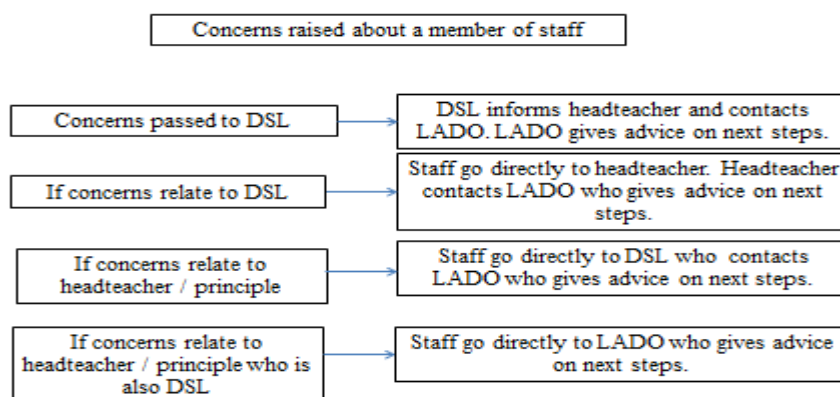 Concerns raised about a member of staff
Concerns passed to DSL
DSL informs headteacher and contacts
LADO. LADO gives advice on next steps.
If concerns relate to DSL
Staff go directly to headteacher. Headteacher
contacts LADO who gives advice on next
steps.
If concerns relate to
headteacher / principle
Staff go directly to DSL who contacts
LADO who gives advice on next steps.
If concerns relate to
headteacher / principle who is
also DSL
Staff go directly to LADO who gives advice
on next steps.